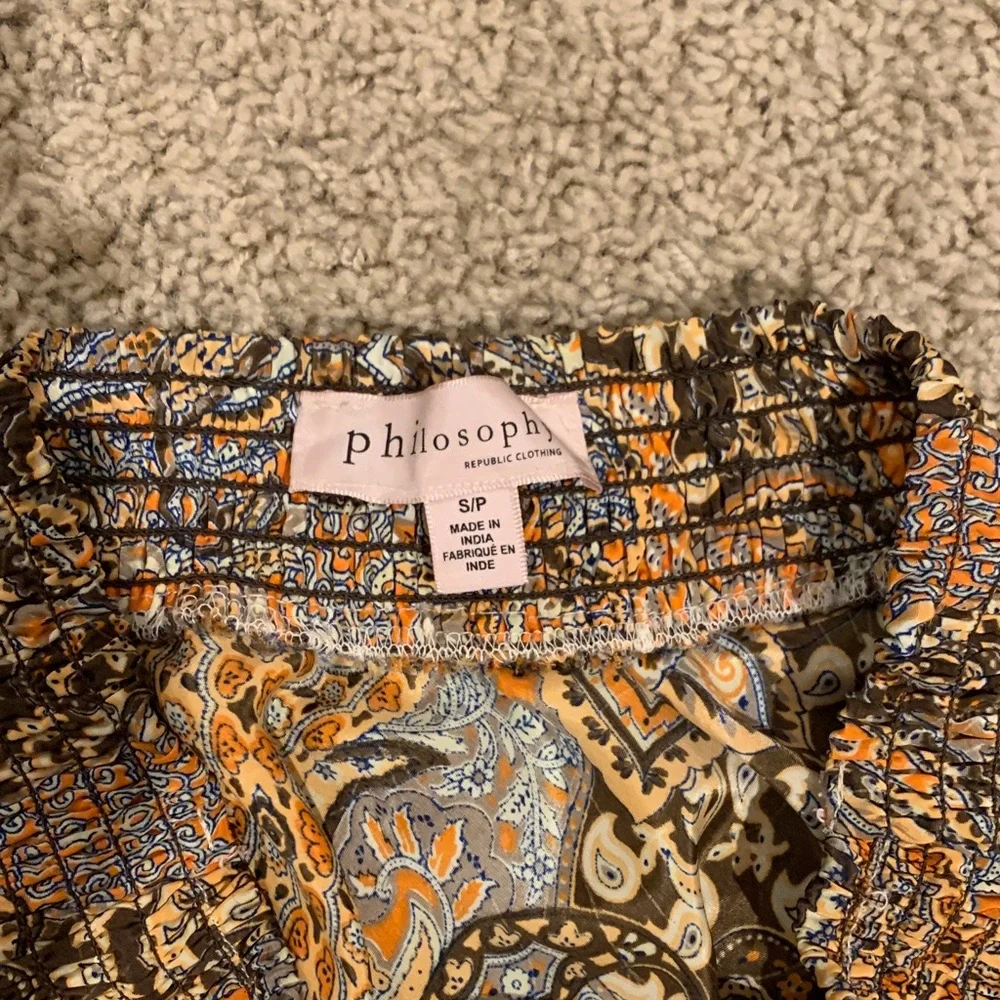 philosophy
REPUBLIC CLOTHING
S/P
MADE IN
INDIA
FABRIQUÉ EN
INDE